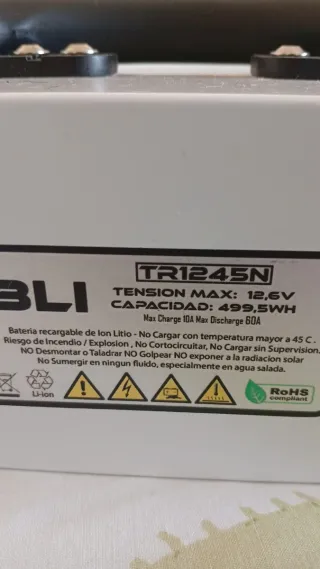 BLI
TR1245N
TENSION MAX: 12,6V
CAPACIDAD: 499,5WH
Max Charge 10A Max Discharge 60A
Bateria recargable de Ion Litio - No Cargar con temperatura mayor a 45 C .
Riesgo de Incendio / Explosion , No Cortocircuitar, No Cargar sin Supervision.
NO Desmontar o Taladrar NO Golpear NO exponer a la radiacion solar
No Sumergir en ningun fluido, especialmente en agua salada.
Li-ion
RoHS
compliant